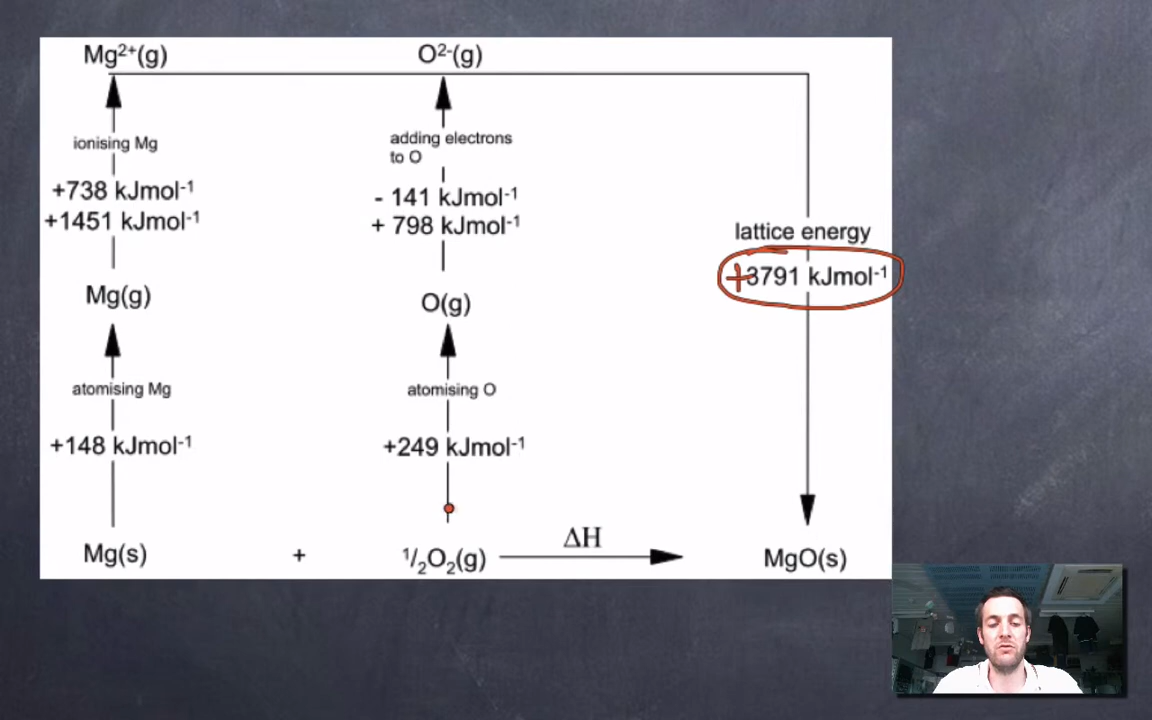 Mg²⁺(g)
O²⁻(g)
ionising Mg
+738 kJmol⁻¹
+1451 kJmol⁻¹
adding electrons
to O
- 141 kJmol⁻¹
+ 798 kJmol⁻¹
lattice energy
+3791 kJmol⁻¹
Mg(g)
O(g)
atomising Mg
+148 kJmol⁻¹
atomising O
+249 kJmol⁻¹
Mg(s)
+
¹/₂O₂(g)
ΔH
MgO(s)